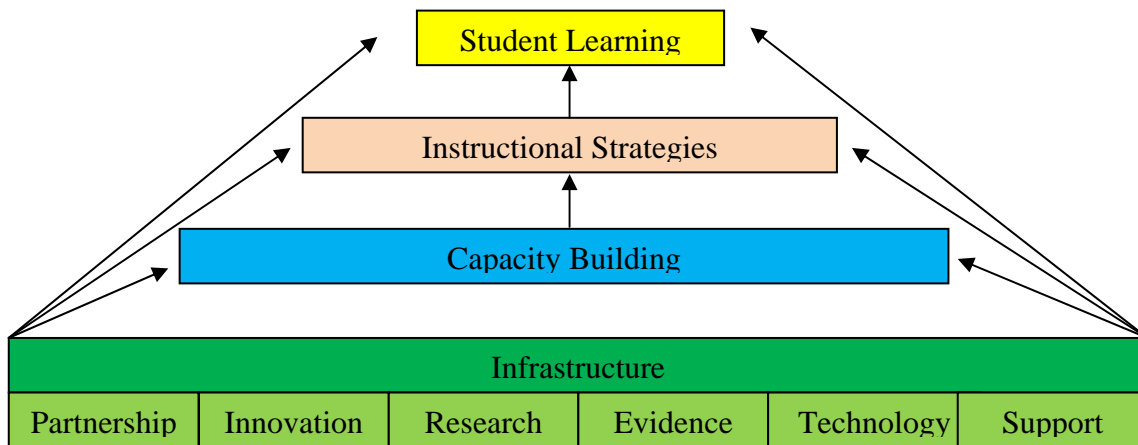 Student Learning
Instructional Strategies
Capacity Building
Infrastructure
Partnership Innovation Research Evidence Technology Support